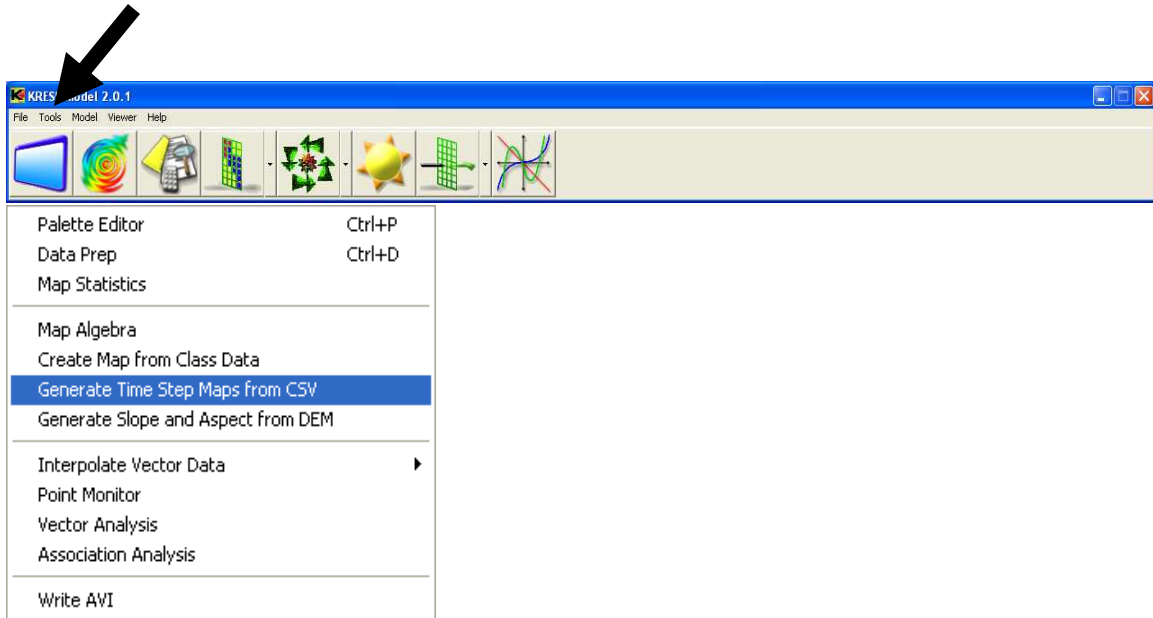 KRES odel 2.0.1
File Tools Model Viewer Help
Palette Editor Ctrl+P
Data Prep Ctrl+D
Map Statistics
Map Algebra
Create Map from Class Data
Generate Time Step Maps from CSV
Generate Slope and Aspect from DEM
Interpolate Vector Data
Point Monitor
Vector Analysis
Association Analysis
Write AVI